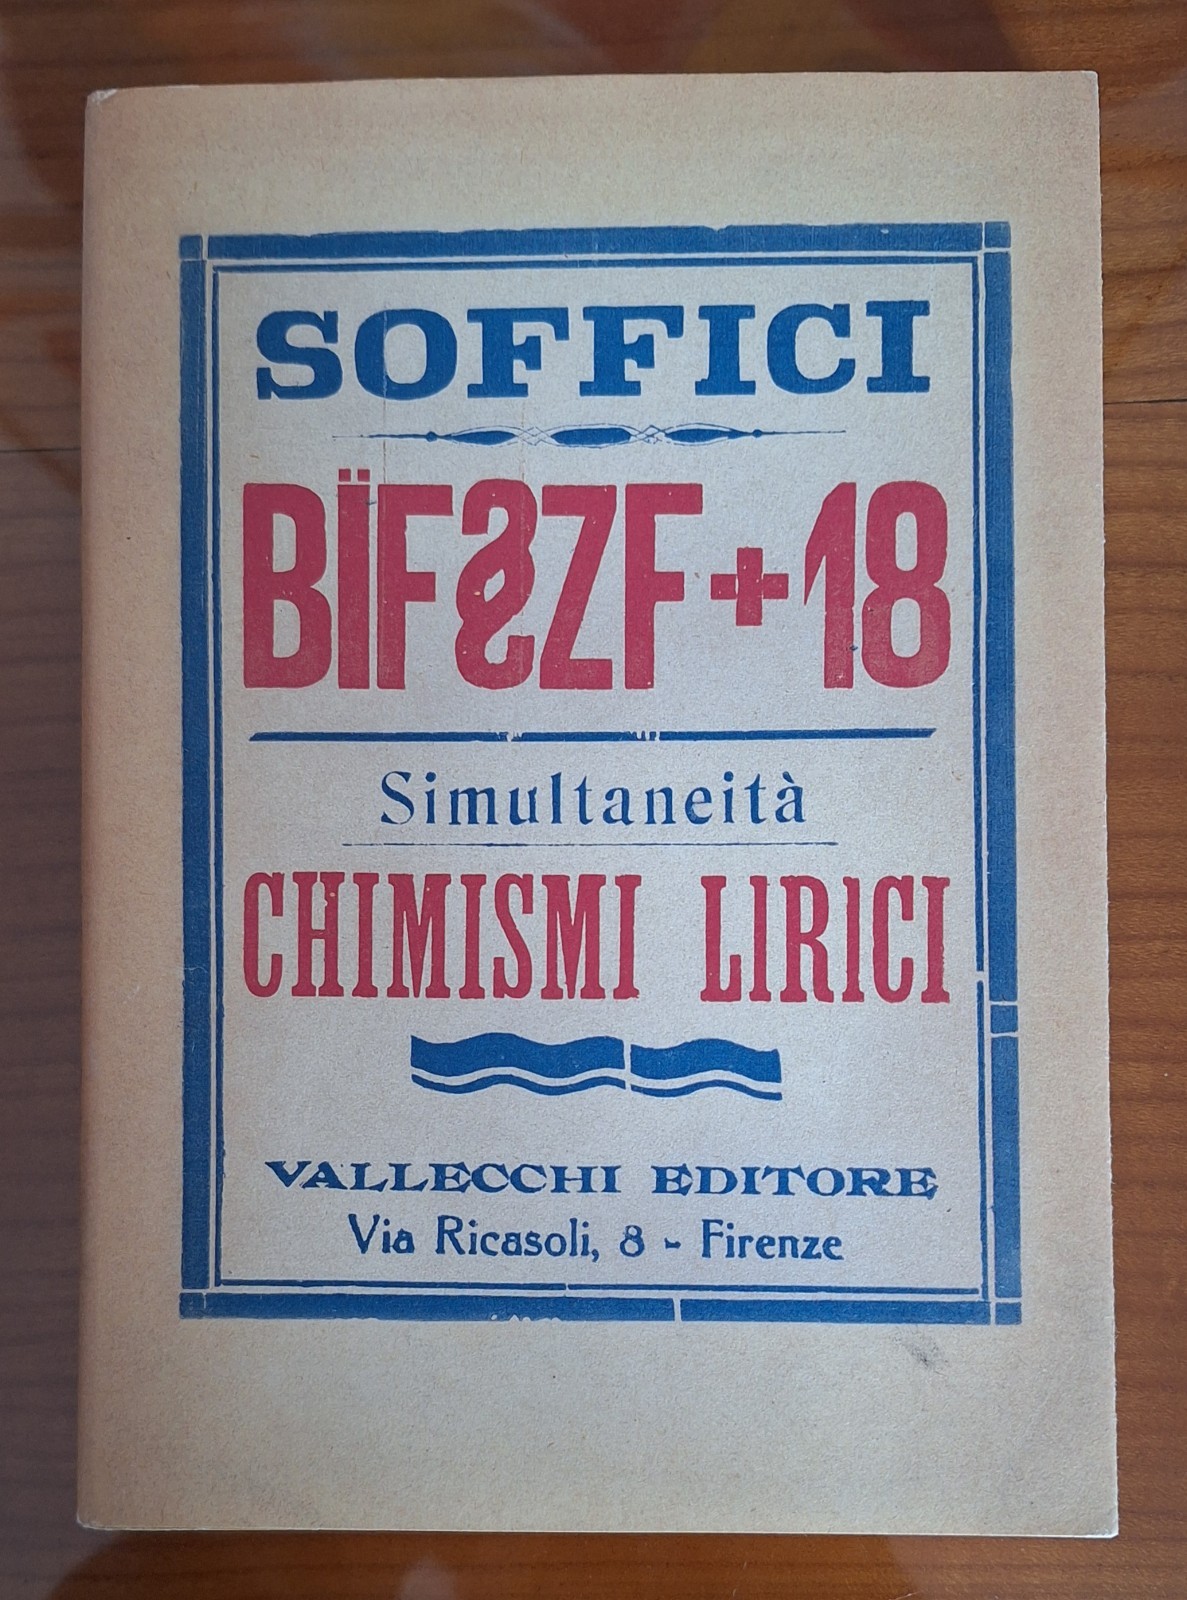 SOFFICI
BÏF§ZF+18
Simultaneità
CHIMISMI LIRICI
VALLECCHI EDITORE
Via Ricasoli, 8 - Firenze